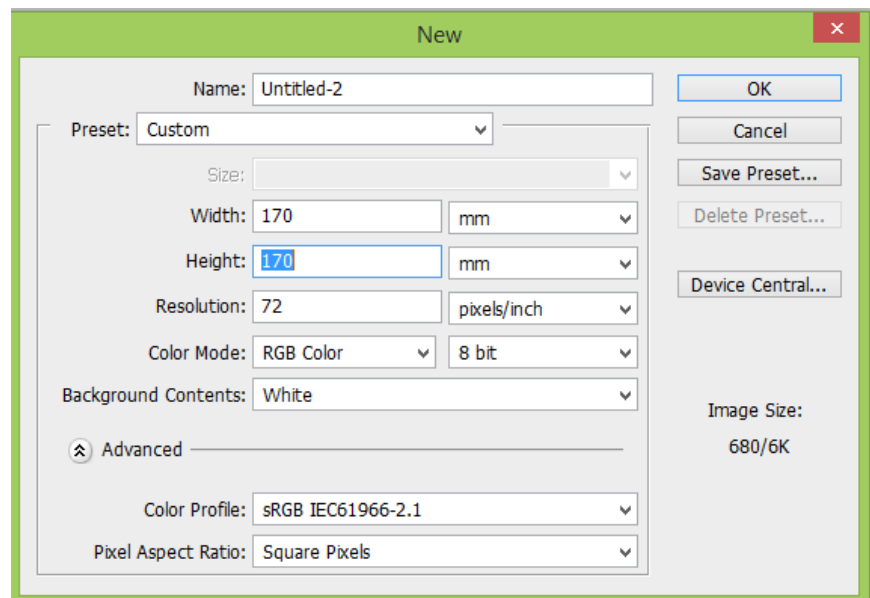 New
Name: Untitled-2
OK
Preset: Custom
Cancel
Size:
Save Preset...
Width: 170 mm
Delete Preset...
Height: 170 mm
Device Central...
Resolution: 72 pixels/inch
Color Mode: RGB Color 8 bit
Background Contents: White
Image Size:
680/6K
Advanced
Color Profile: sRGB IEC61966-2.1
Pixel Aspect Ratio: Square Pixels